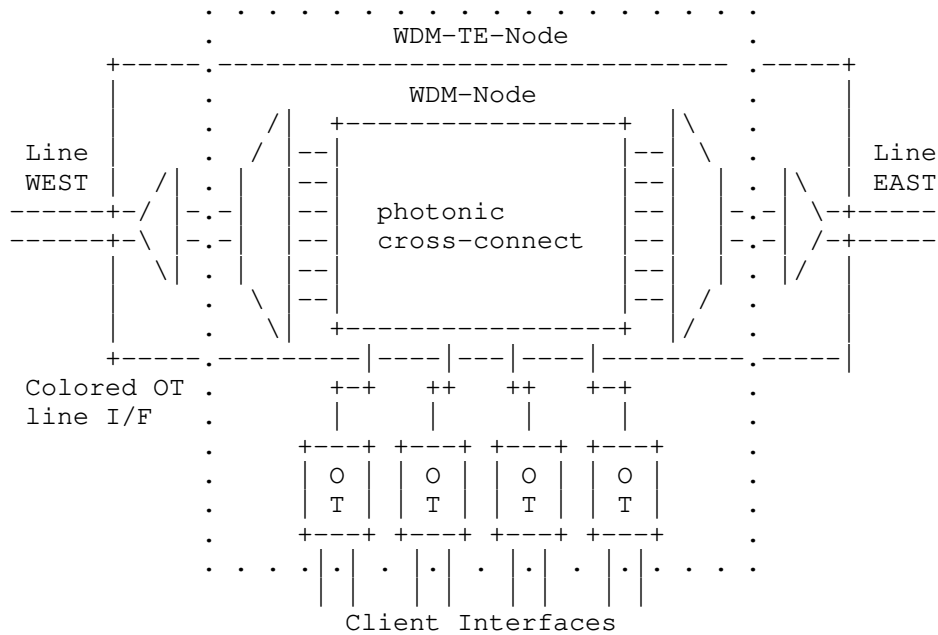 WDM-TE-Node
WDM-Node
Line
WEST
Line
EAST
photonic
cross-connect
Colored OT
line I/F
O O O O
T T T T
Client Interfaces